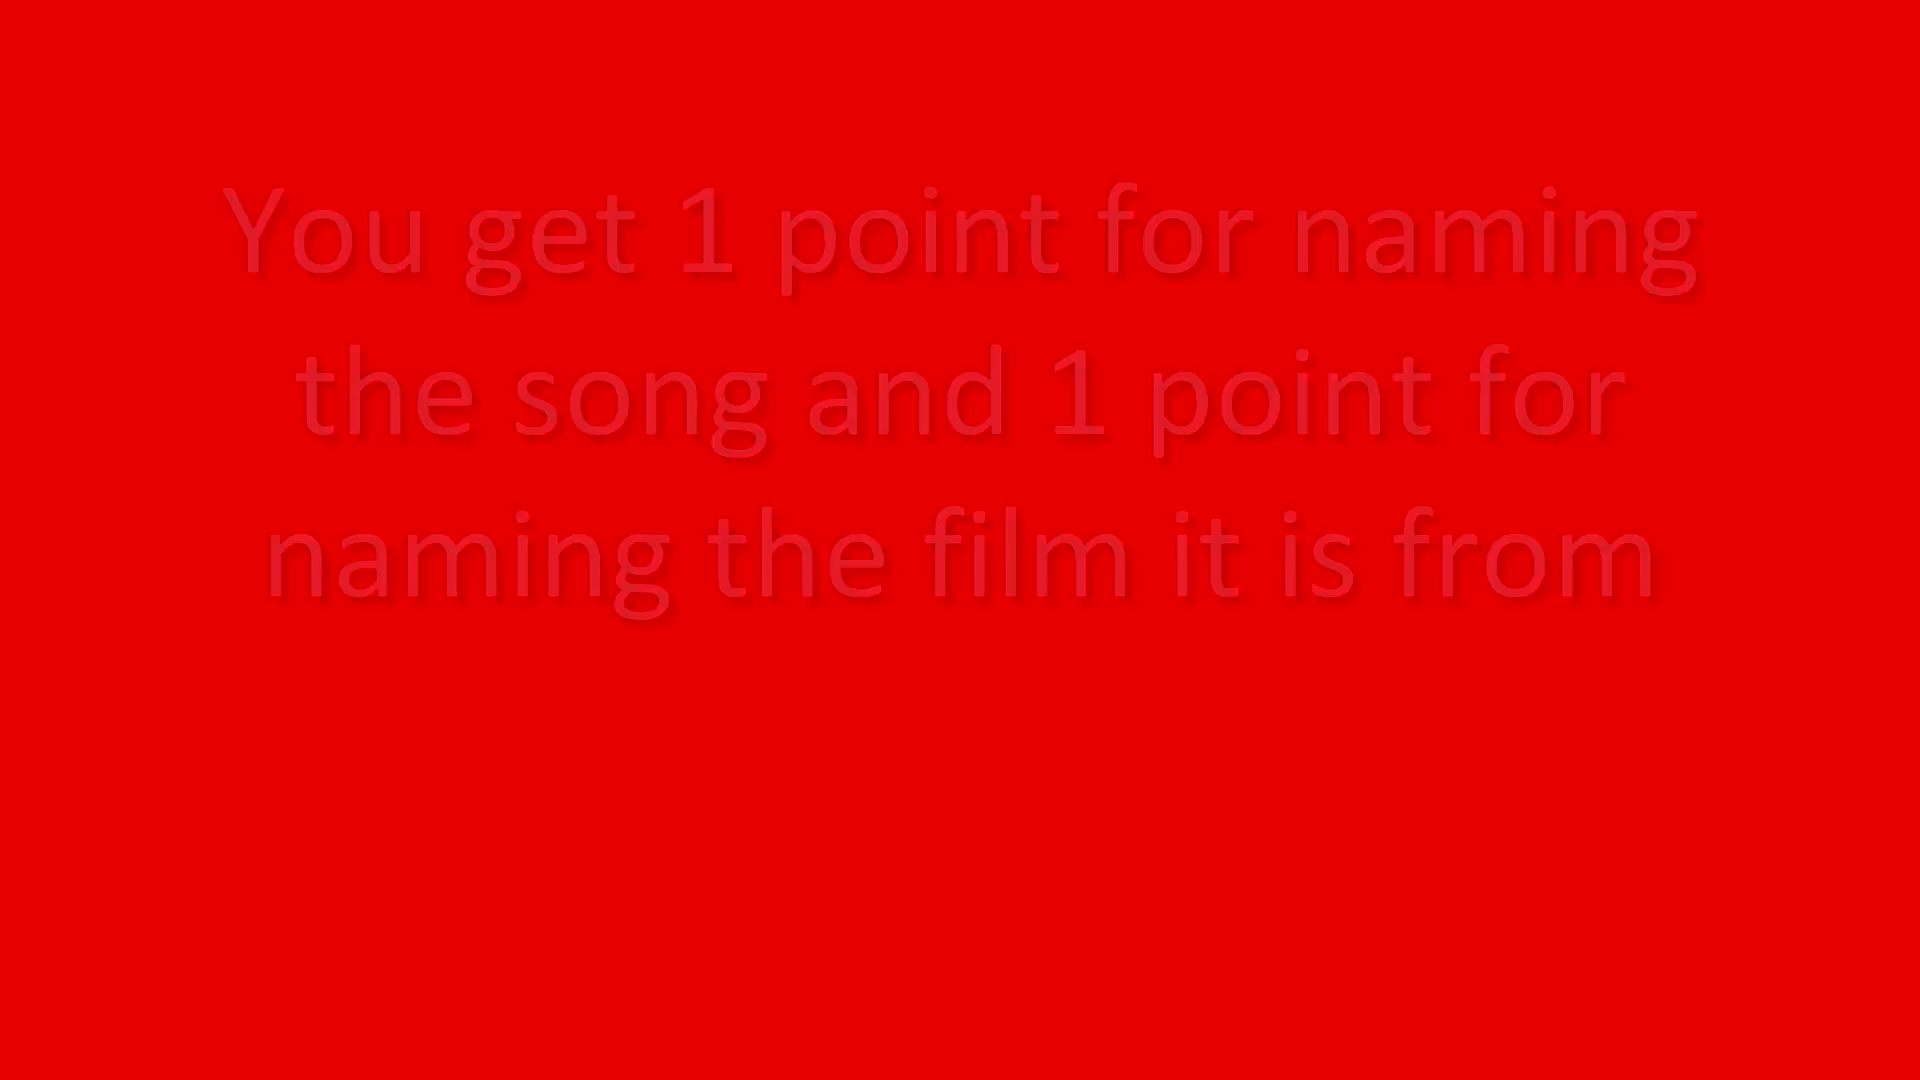 You get 1 point for naming
the song and 1 point for
naming the film it is from